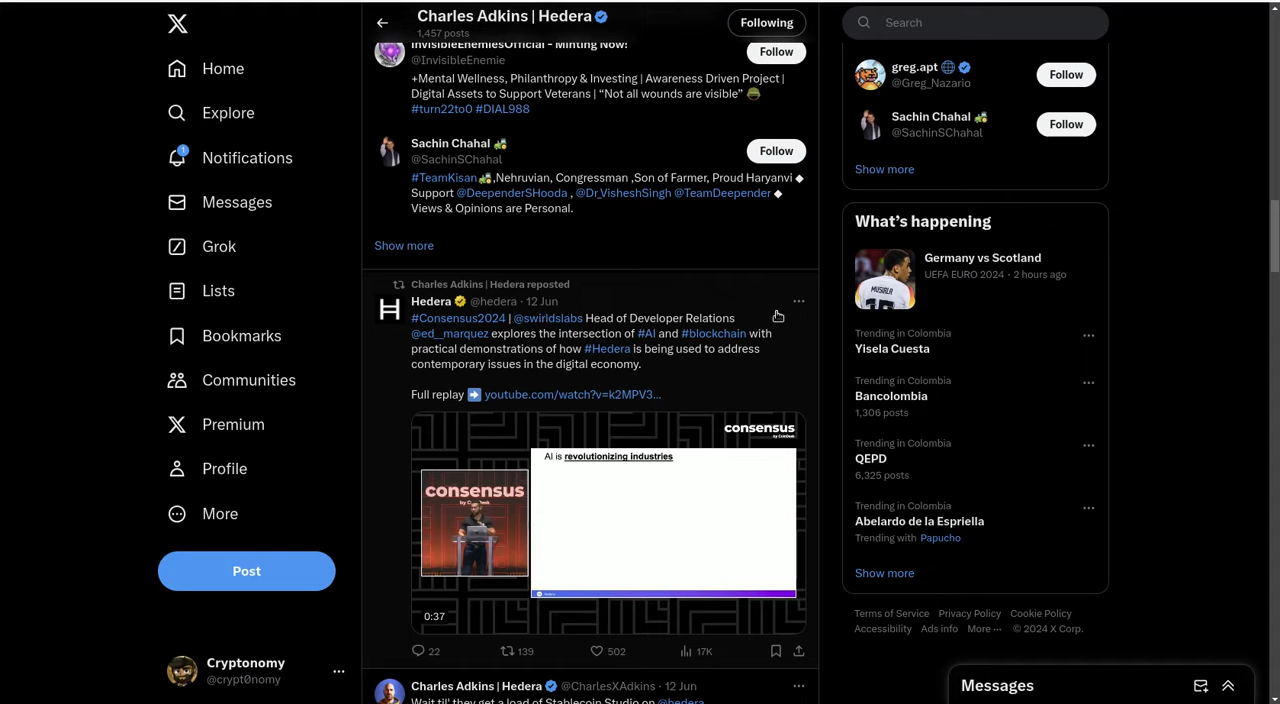 Home
Explore
1
Notifications
Messages
Grok
Lists
Bookmarks
Communities
Premium
Profile
More
Post
Cryptonomy
@crypt0nomy
Charles Adkins | Hedera
1,457 posts
Following
InvisibleEnemiesOfficial - Minting Now!
@InvisibleEnemie
Follow
+Mental Wellness, Philanthropy & Investing | Awareness Driven Project |
Digital Assets to Support Veterans | “Not all wounds are visible”
#turn22to0 #DIAL988
Sachin Chahal
@SachinSChahal
Follow
#TeamKisan🚜,Nehruvian, Congressman ,Son of Farmer, Proud Haryanvi ◆
Support @DeependerSHooda , @Dr_VisheshSingh @TeamDeepender ◆
Views & Opinions are Personal.
Show more
Charles Adkins | Hedera reposted
Hedera @hedera · 12 Jun
#Consensus2024 | @swirldslabs Head of Developer Relations
@ed__marquez explores the intersection of #AI and #blockchain with
practical demonstrations of how #Hedera is being used to address
contemporary issues in the digital economy.
Full replay ➡ youtube.com/watch?v=k2MPV3…
consensus
AI is revolutionizing industries
consensus
0:37
22
139
502
17K
Charles Adkins | Hedera @CharlesXAdkins · 12 Jun
Wait til' they get a load of Stablecoin Studio on @hedera
Search
greg.apt
@Greg_Nazario
Follow
Sachin Chahal
@SachinSChahal
Follow
Show more
What’s happening
Germany vs Scotland
UEFA EURO 2024 · 2 hours ago
MUSIALA
Trending in Colombia
Yisela Cuesta
Trending in Colombia
Bancolombia
1,306 posts
Trending in Colombia
QEPD
6,325 posts
Trending in Colombia
Abelardo de la Espriella
Trending with Papucho
Show more
Terms of Service Privacy Policy Cookie Policy
Accessibility Ads info More ··· © 2024 X Corp.
Messages